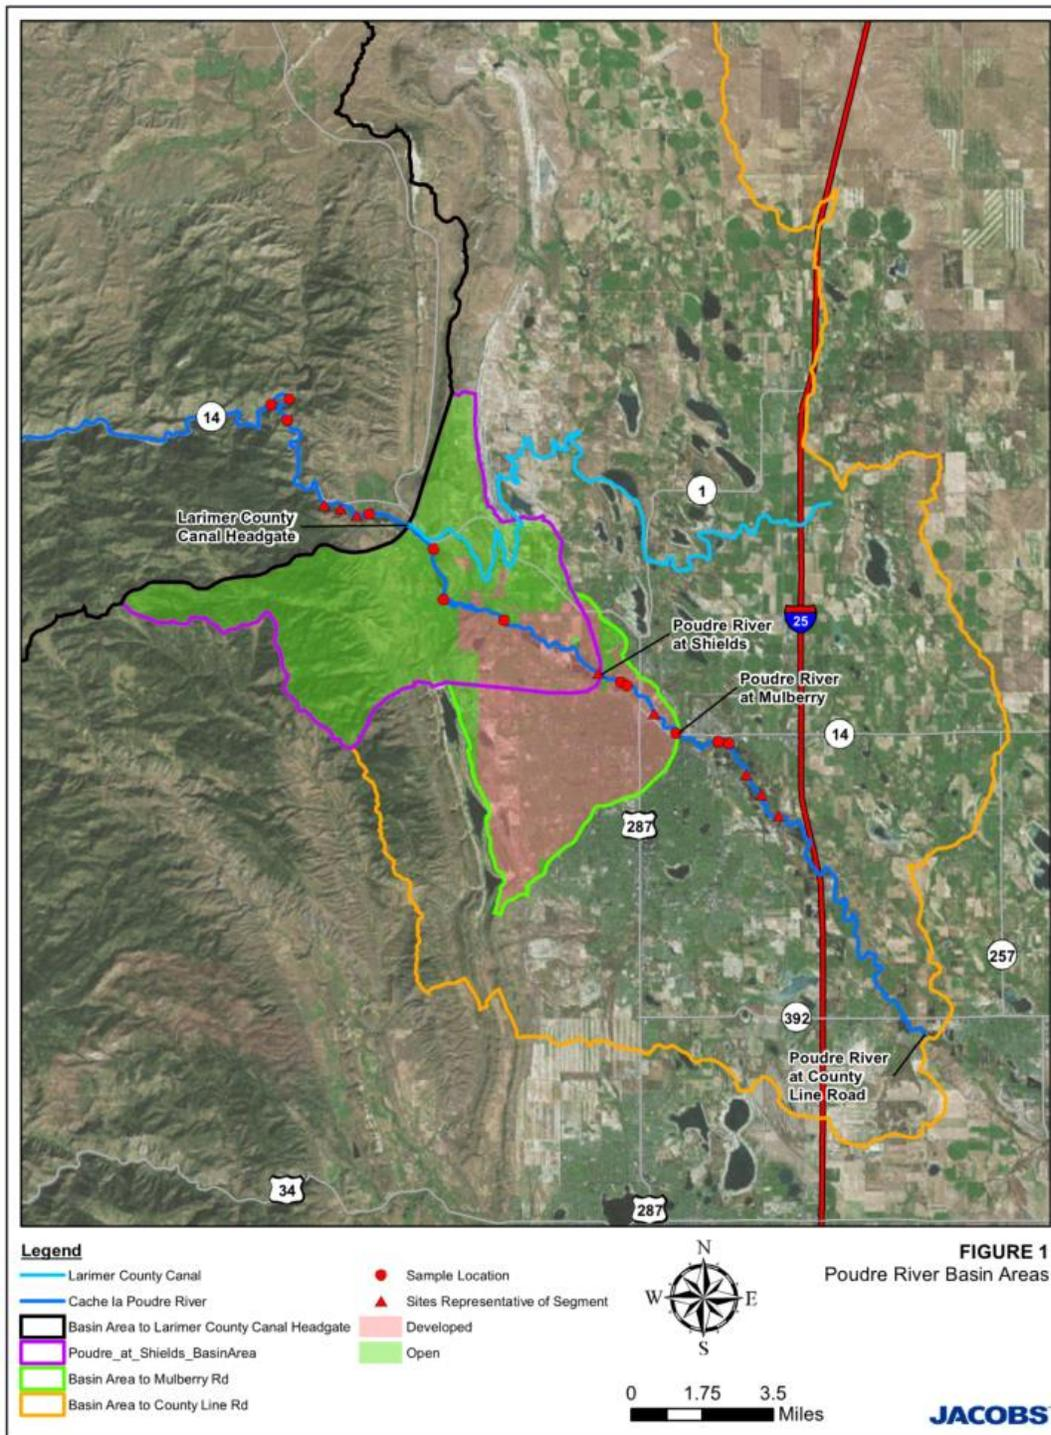 14
Larimer County
Canal Headgate
1
25
Poudre River
at Shields
Poudre River
at Mulberry
14
287
257
392
Poudre River
at County
Line Road
34
287
Legend
Larimer County Canal
Cache la Poudre River
Basin Area to Larimer County Canal Headgate
Poudre_at_Shields_BasinArea
Basin Area to Mulberry Rd
Basin Area to County Line Rd
Sample Location
Sites Representative of Segment
Developed
Open
N
W E
S
0 1.75 3.5
Miles
FIGURE 1
Poudre River Basin Areas
JACOBS